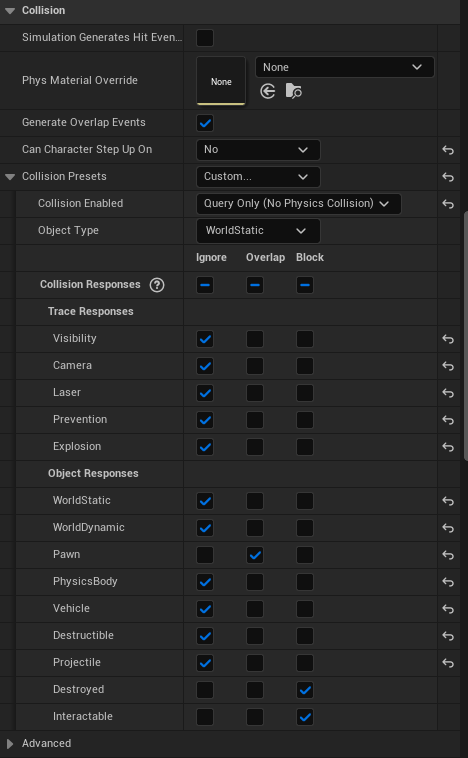 Collision
Simulation Generates Hit Even...
Phys Material Override
None
None
Generate Overlap Events
Can Character Step Up On
No
Collision Presets
Custom...
Collision Enabled
Query Only (No Physics Collision)
Object Type
WorldStatic
Ignore Overlap Block
Collision Responses ?
Trace Responses
Visibility
Camera
Laser
Prevention
Explosion
Object Responses
WorldStatic
WorldDynamic
Pawn
PhysicsBody
Vehicle
Destructible
Projectile
Destroyed
Interactable
Advanced